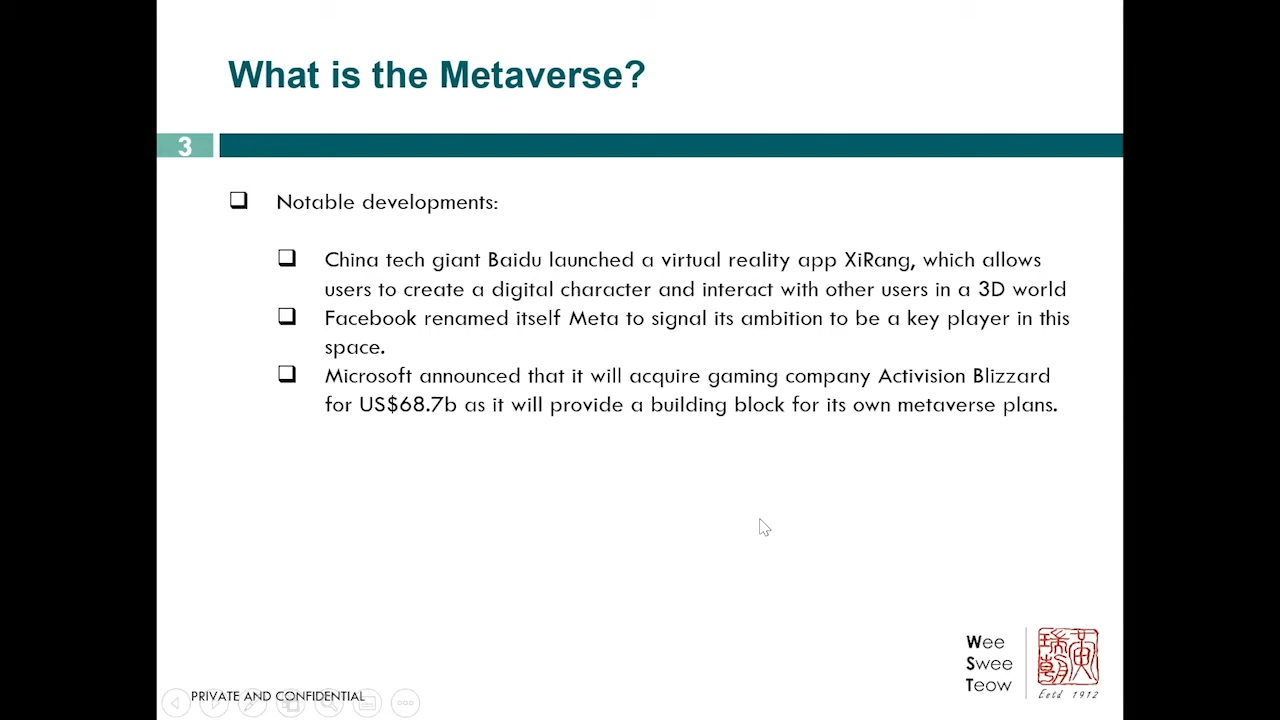 What is the Metaverse?
3
Notable developments:
China tech giant Baidu launched a virtual reality app XiRang, which allows
users to create a digital character and interact with other users in a 3D world
Facebook renamed itself Meta to signal its ambition to be a key player in this
space.
Microsoft announced that it will acquire gaming company Activision Blizzard
for US$68.7b as it will provide a building block for its own metaverse plans.
Wee
Swee
Teow
黃瑞朝
Estd 1912
PRIVATE AND CONFIDENTIAL